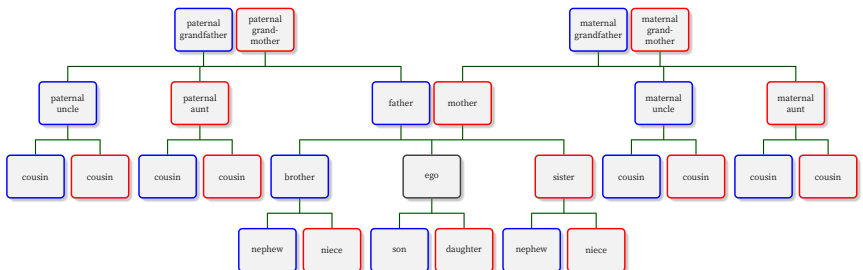 paternal
grandfather
paternal
grand-
mother
maternal
grandfather
maternal
grand-
mother
paternal
uncle
paternal
aunt
father
mother
maternal
uncle
maternal
aunt
cousin
cousin
cousin
cousin
brother
ego
sister
cousin
cousin
cousin
cousin
nephew
niece
son
daughter
nephew
niece